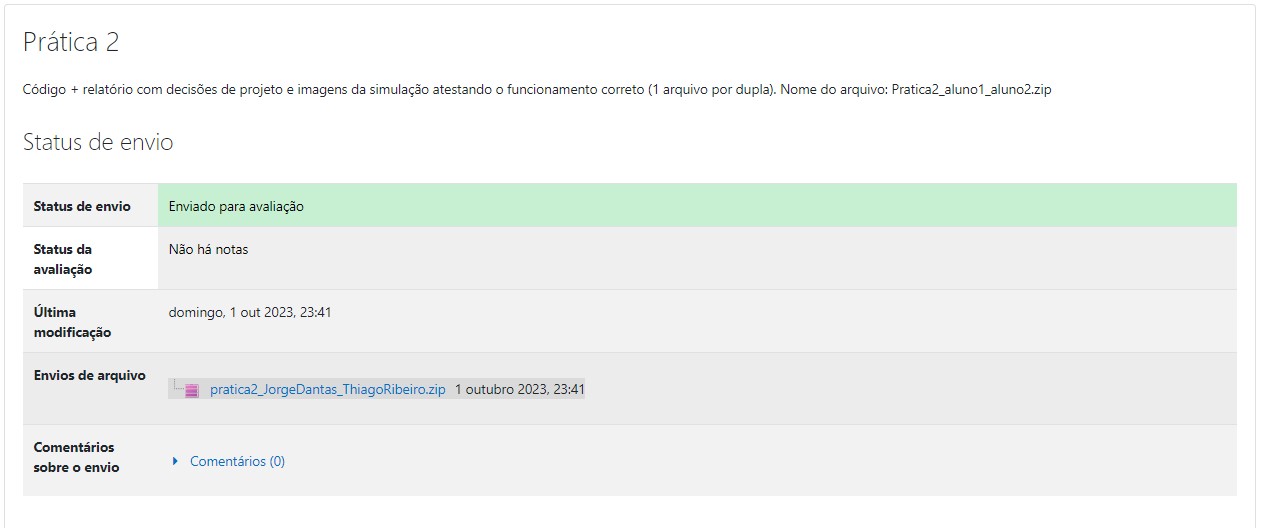 Prática 2
Código + relatório com decisões de projeto e imagens da simulação atestando o funcionamento correto (1 arquivo por dupla). Nome do arquivo: Pratica2_aluno1_aluno2.zip
Status de envio
Status de envio Enviado para avaliação
Status da Não há notas
avaliação
Última domingo, 1 out 2023, 23:41
modificação
Envios de arquivo pratica2_JorgeDantas_ThiagoRibeiro.zip 1 outubro 2023, 23:41
Comentários
sobre o envio Comentários (0)